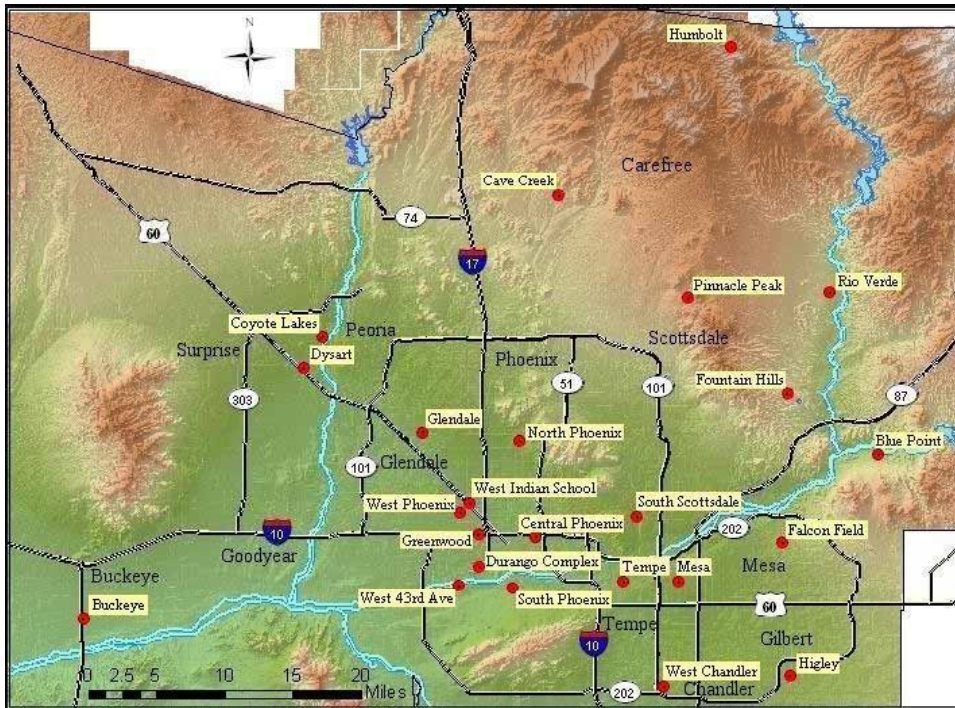 N
Humbolt
Carefree
Cave Creek
74
60
17
Pinnacle Peak
Rio Verde
Coyote Lakes
Peoria
Scottsdale
Surprise
Dysart
Phoenix
51
101
Fountain Hills
87
303
Glendale
North Phoenix
Blue Point
Glendale
101
West Indian School
South Scottsdale
West Phoenix
Central Phoenix
202
Falcon Field
10
Greenwood
Goodyear
Durango Complex
Tempe
Mesa
Mesa
Buckeye
Buckeye
West 43rd Ave
South Phoenix
60
Tempe
Gilbert
10
0 2.5 5 10 15 20
Miles
West Chandler
Higley
202
Chandler